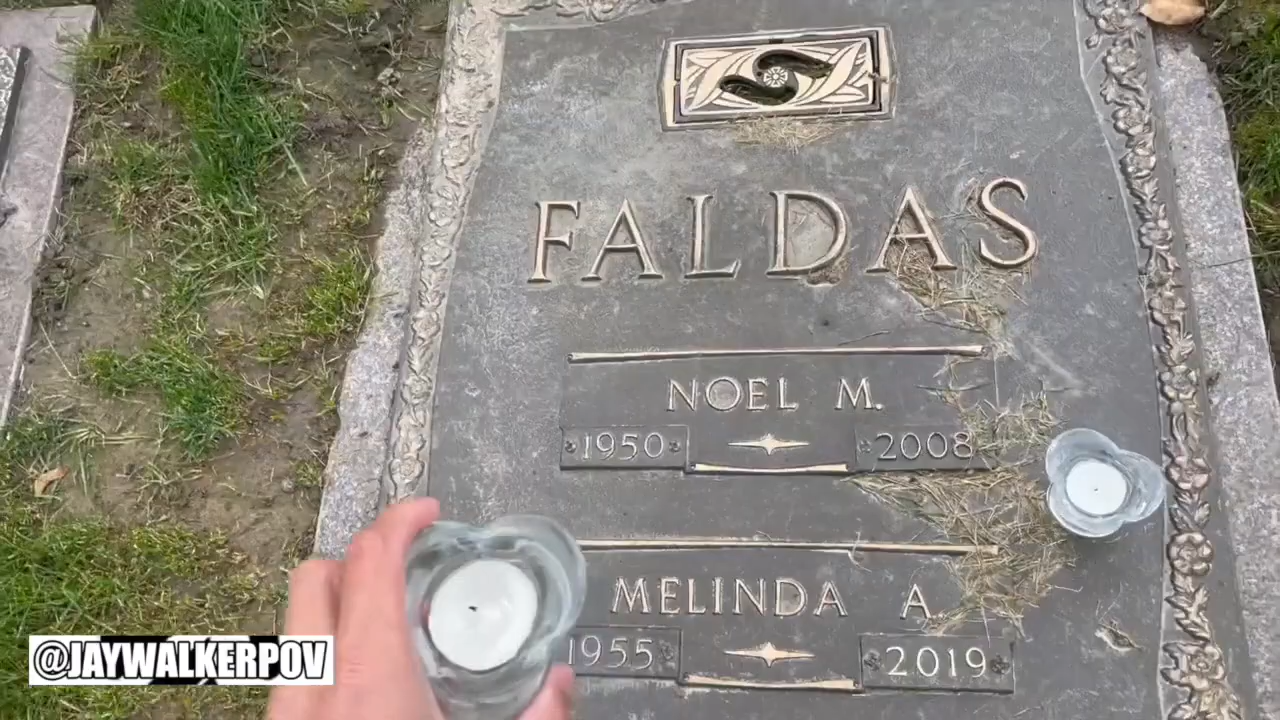 FALDAS
NOEL M.
1950 2008
MELINDA A
1955 2019
@JAYWALKERPOV